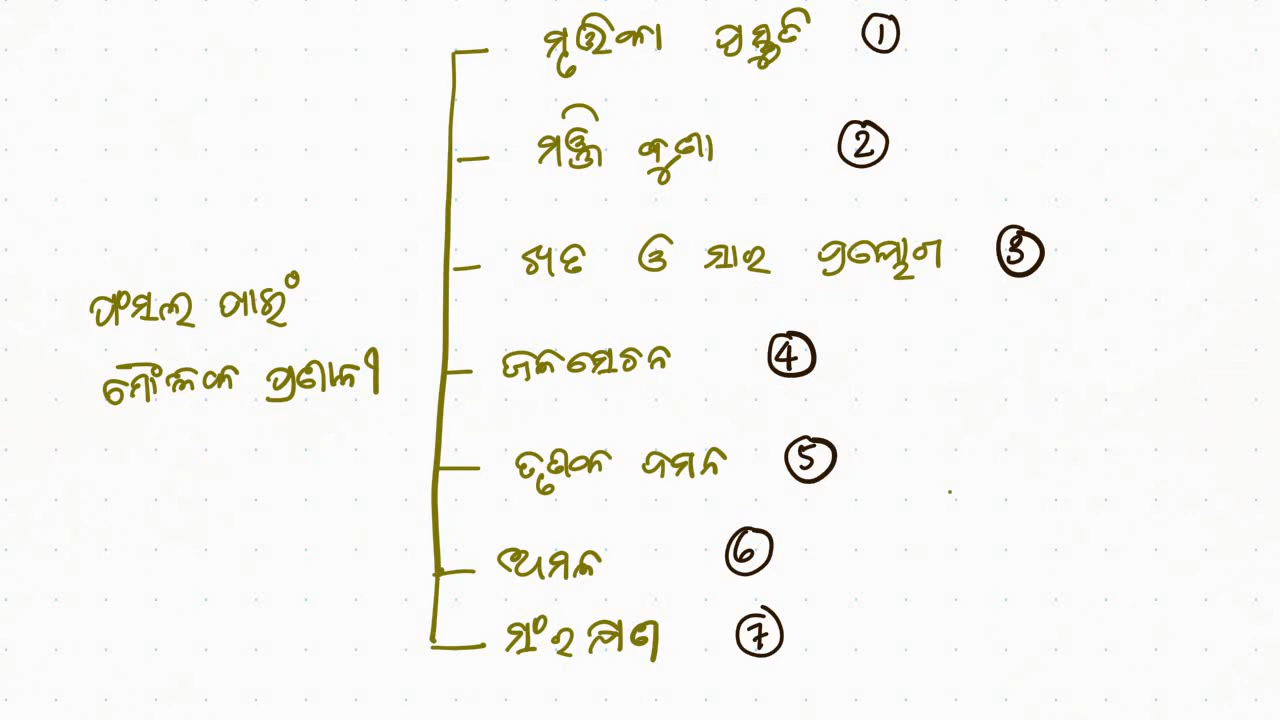 ମୃତ୍ତିକା ପ୍ରସ୍ତୁତି ①
ମଞ୍ଜି ବୁଣା ②
ଖତ ଓ ସାର ପ୍ରୟୋଗ ③
ଫସଲ ପାଇଁ
ମୌଳିକ ପ୍ରଣାଳୀ
ଜଳସେଚନ ④
ତୃଣକ ଦମନ ⑤
ଅମଳ ⑥
ସଂରକ୍ଷଣ ⑦